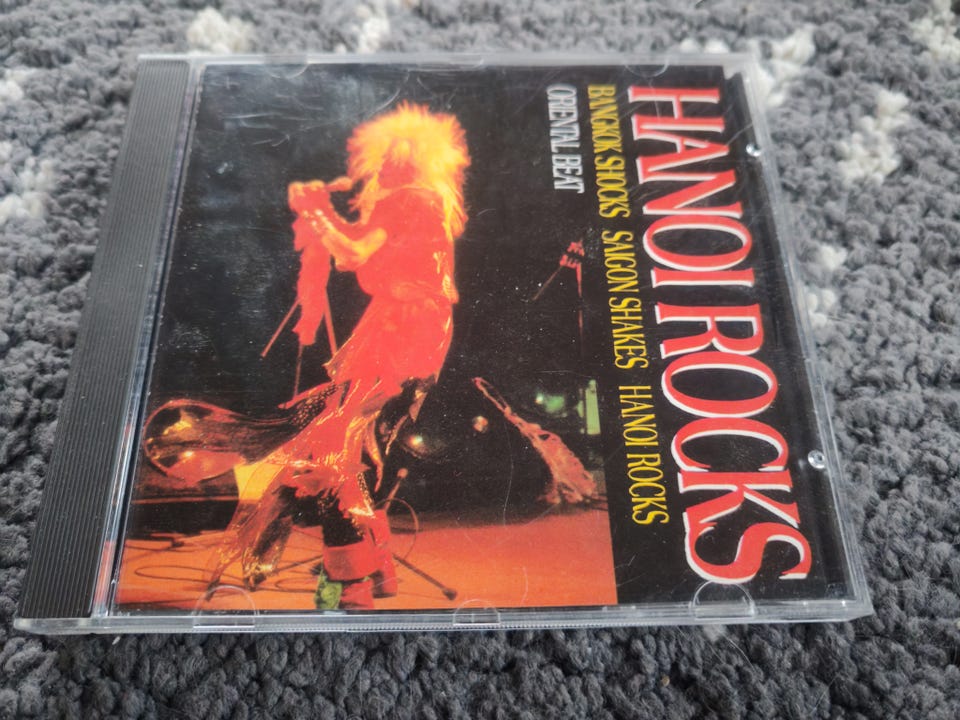 HANOI ROCKS
BANGKOK SHOCKS SAIGON SHAKES HANOI ROCKS
ORIENTAL BEAT